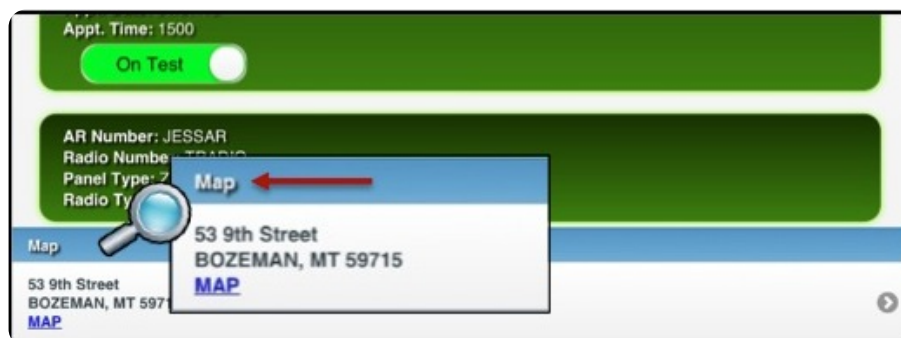 Appt. Time: 1500
On Test
AR Number: JESSAR
Radio Numbe
Panel Type: Z
Radio Ty
Map
53 9th Street
BOZEMAN, MT 59715
MAP
Map
53 9th Street
BOZEMAN, MT 5971
MAP